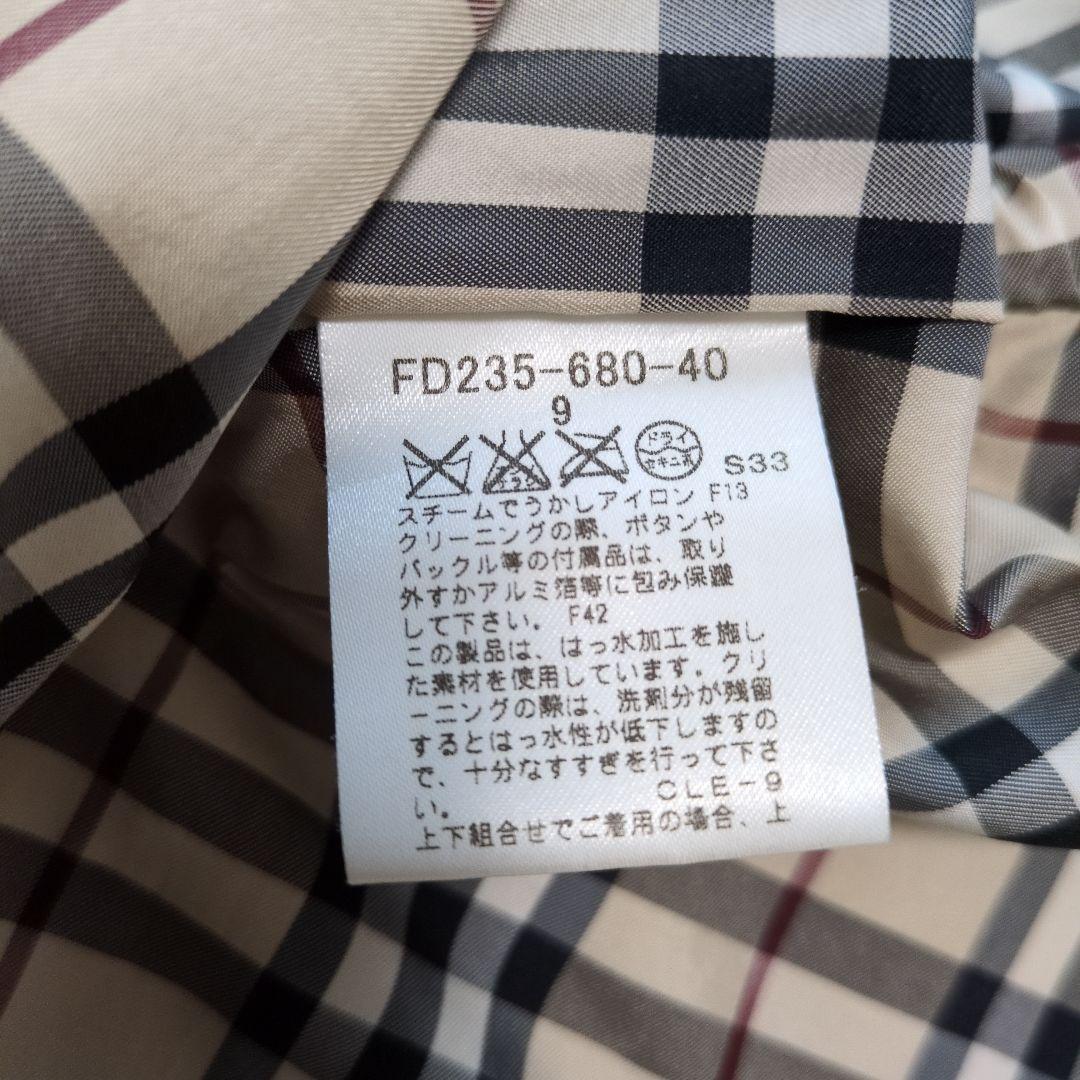 FD235-680-40
9
エンソ
ドライ
セキユ系
S33
スチームでうかしアイロン F13
クリーニングの際、ボタンや
バックル等の付属品は、取り
外すかアルミ箔等に包み保護
して下さい。 F42
この製品は、はっ水加工を施し
た素材を使用しています。クリ
ーニングの際は、洗剤分が残留
するとはっ水性が低下しますの
で、十分なすすぎを行って下さ
い。 CLE-9
上下組合せでご着用の場合、上